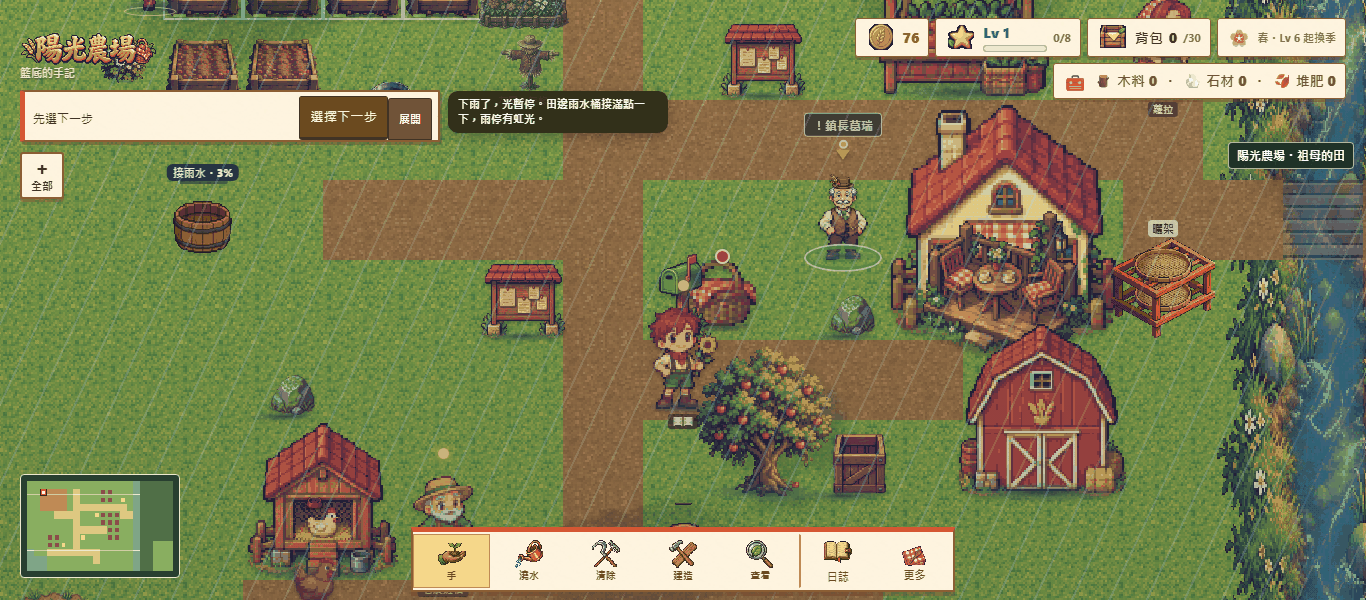 陽光農場
籃底的手記
76
Lv 1
0/8
背包 0 /30
春・Lv 6 起換季
木料 0 ・ 石材 0 ・ 堆肥 0
先選下一步
選擇下一步
展開
下雨了，光暫停。田邊雨水桶接滿點一
下，雨停有虹光。
！鎮長葛瑞
蘿拉
陽光農場・祖母的田
+
全部
接雨水・3%
曬架
手
澆水
清除
建造
查看
日誌
更多